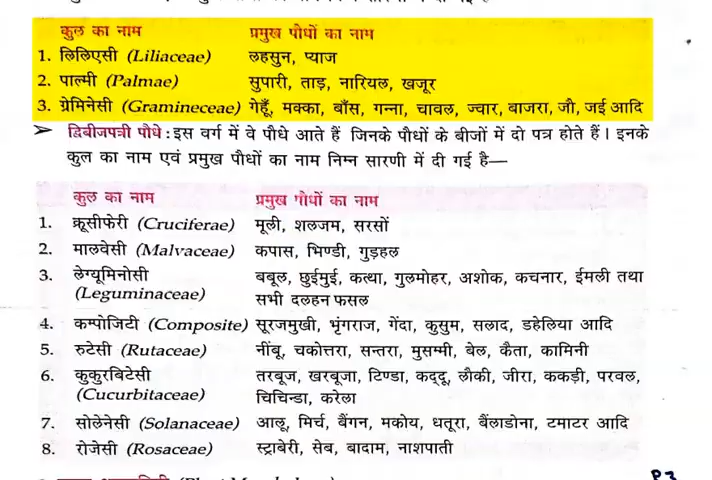 कुल का नाम प्रमुख पौधों का नाम
1. लिलिएसी (Liliaceae) लहसुन, प्याज
2. पाल्मी (Palmae) सुपारी, ताड़, नारियल, खजूर
3. ग्रेमिनेसी (Gramineceae) गेहूँ, मक्का, बाँस, गन्ना, चावल, ज्वार, बाजरा, जौ, जई आदि
➢ द्विबीजपत्री पौधे : इस वर्ग में वे पौधे आते हैं जिनके पौधों के बीजों में दो पत्र होते हैं। इनके
कुल का नाम एवं प्रमुख पौधों का नाम निम्न सारणी में दी गई है—
कुल का नाम प्रमुख पौधों का नाम
1. क्रूसीफेरी (Cruciferae) मूली, शलजम, सरसों
2. मालवेसी (Malvaceae) कपास, भिण्डी, गुड़हल
3. लेग्यूमिनोसी बबूल, छुईमुई, कत्था, गुलमोहर, अशोक, कचनार, ईमली तथा
(Leguminaceae) सभी दलहन फसल
4. कम्पोजिटी (Composite) सूरजमुखी, भृंगराज, गेंदा, कुसुम, सलाद, डहेलिया आदि
5. रुटेसी (Rutaceae) नींबू, चकोत्तरा, सन्तरा, मुसम्मी, बेल, कैता, कामिनी
6. कुकुरबिटेसी तरबूज, खरबूजा, टिण्डा, कद्दू, लौकी, जीरा, ककड़ी, परवल,
(Cucurbitaceae) चिचिन्डा, करेला
7. सोलेनेसी (Solanaceae) आलू, मिर्च, बैंगन, मकोय, धतूरा, बैंलाडोना, टमाटर आदि
8. रोजेसी (Rosaceae) स्ट्राबेरी, सेब, बादाम, नाशपाती